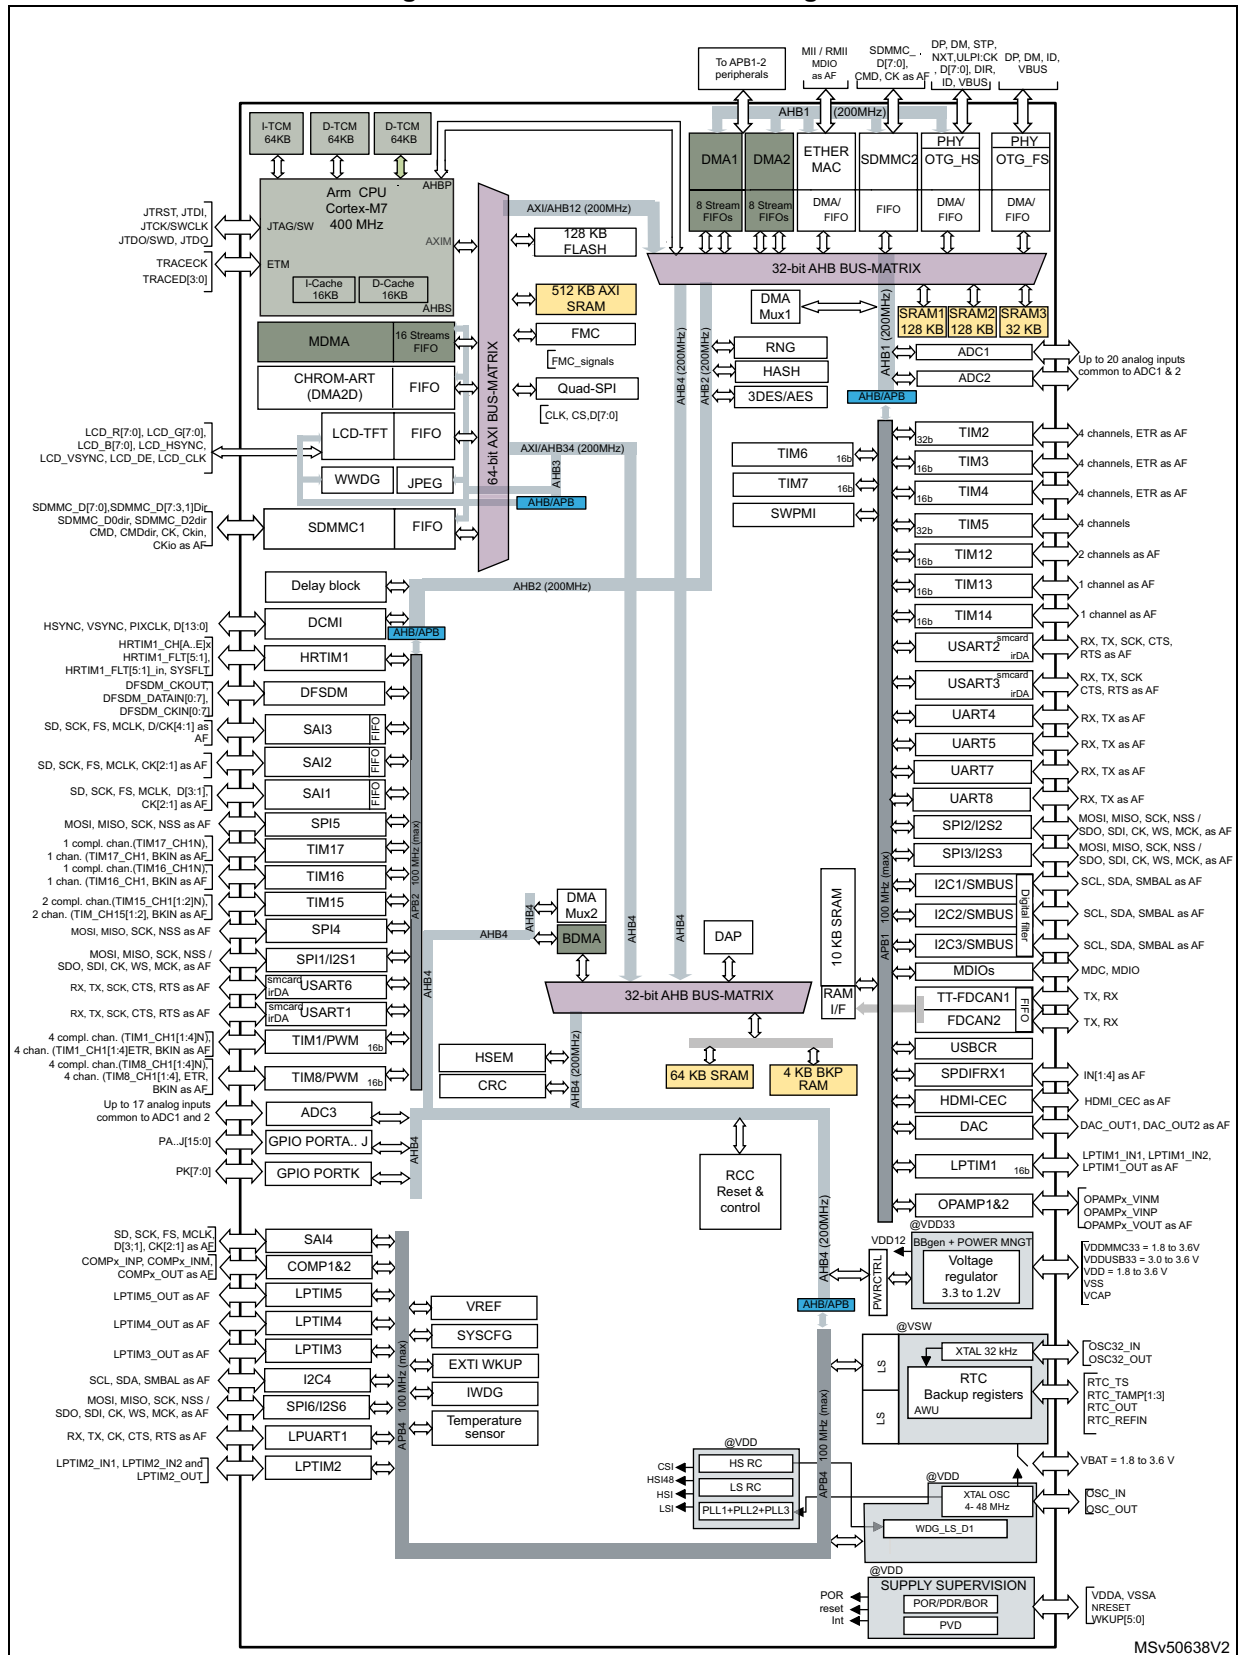 To APB1-2
peripherals
MII / RMII
MDIO
as AF
SDMMC_
D[7:0],
CMD, CK as AF
DP, DM, STP,
NXT,ULPI:CK
, D[7:0], DIR,
ID, VBUS
DP, DM, ID,
VBUS
AHB1 (200MHz)
I-TCM
64KB
D-TCM
64KB
D-TCM
64KB
DMA1
DMA2
ETHER
MAC
SDMMC2
PHY
OTG_HS
PHY
OTG_FS
8 Stream
FIFOs
8 Stream
FIFOs
DMA/
FIFO
FIFO
DMA/
FIFO
DMA/
FIFO
AHBP
Arm CPU
Cortex-M7
400 MHz
JTRST, JTDI,
JTCK/SWCLK
JTDO/SWD, JTDO
JTAG/SW
AXIM
TRACECK
TRACED[3:0]
ETM
I-Cache
16KB
D-Cache
16KB
AHBS
64-bit AXI BUS-MATRIX
AXI/AHB12 (200MHz)
128 KB
FLASH
512 KB AXI
SRAM
FMC
FMC_signals
Quad-SPI
CLK, CS,D[7:0]
32-bit AHB BUS-MATRIX
DMA
Mux1
SRAM1
128 KB
SRAM2
128 KB
SRAM3
32 KB
AHB4 (200MHz)
AHB2 (200MHz)
AHB1 (200MHz)
RNG
HASH
3DES/AES
ADC1
ADC2
Up to 20 analog inputs
common to ADC1 & 2
AHB/APB
MDMA
16 Streams
FIFO
CHROM-ART
(DMA2D)
FIFO
LCD_R[7:0], LCD_G[7:0],
LCD_B[7:0], LCD_HSYNC,
LCD_VSYNC, LCD_DE, LCD_CLK
LCD-TFT
FIFO
WWDG
JPEG
AXI/AHB34 (200MHz)
AHB3
AHB/APB
SDMMC_D[7:0],SDMMC_D[7:3,1]Dir
SDMMC_D0dir, SDMMC_D2dir
CMD, CMDdir, CK, Ckin,
CKio as AF
SDMMC1
FIFO
TIM6
16b
TIM7
16b
SWPMI
TIM2
32b
4 channels, ETR as AF
TIM3
16b
4 channels, ETR as AF
TIM4
16b
4 channels, ETR as AF
TIM5
32b
4 channels
TIM12
16b
2 channels as AF
TIM13
16b
1 channel as AF
TIM14
16b
1 channel as AF
USART2
smcard
irDA
RX, TX, SCK, CTS,
RTS as AF
USART3
smcard
irDA
RX, TX, SCK
CTS, RTS as AF
UART4
RX, TX as AF
UART5
RX, TX as AF
UART7
RX, TX as AF
UART8
RX, TX as AF
SPI2/I2S2
MOSI, MISO, SCK, NSS /
SDO, SDI, CK, WS, MCK, as AF
SPI3/I2S3
MOSI, MISO, SCK, NSS /
SDO, SDI, CK, WS, MCK, as AF
I2C1/SMBUS
SCL, SDA, SMBAL as AF
I2C2/SMBUS
SCL, SDA, SMBAL as AF
I2C3/SMBUS
SCL, SDA, SMBAL as AF
Digital filter
MDIOs
MDC, MDIO
TT-FDCAN1
TX, RX
FDCAN2
TX, RX
FIFO
USBCR
SPDIFRX1
IN[1:4] as AF
HDMI-CEC
HDMI_CEC as AF
DAC
DAC_OUT1, DAC_OUT2 as AF
LPTIM1
16b
LPTIM1_IN1, LPTIM1_IN2,
LPTIM1_OUT as AF
OPAMP1&2
OPAMPx_VINM
OPAMPx_VINP
OPAMPx_VOUT as AF
APB1 100 MHz (max)
10 KB SRAM
RAM
I/F
Delay block
AHB2 (200MHz)
HSYNC, VSYNC, PIXCLK, D[13:0]
DCMI
AHB/APB
HRTIM1_CH[A..E]x
HRTIM1_FLT[5:1],
HRTIM1_FLT[5:1]_in, SYSFLT
HRTIM1
DFSDM_CKOUT,
DFSDM_DATAIN[0:7],
DFSDM_CKIN[0:7]
DFSDM
SD, SCK, FS, MCLK, D/CK[4:1] as
AF
SAI3
FIFO
SD, SCK, FS, MCLK, CK[2:1] as AF
SAI2
FIFO
SD, SCK, FS, MCLK, D[3:1],
CK[2:1] as AF
SAI1
FIFO
MOSI, MISO, SCK, NSS as AF
SPI5
1 compl. chan.(TIM17_CH1N),
1 chan. (TIM17_CH1, BKIN as AF
TIM17
1 compl. chan.(TIM16_CH1N),
1 chan. (TIM16_CH1, BKIN as AF
TIM16
2 compl. chan.(TIM15_CH1[1:2]N),
2 chan. (TIM_CH15[1:2], BKIN as AF
TIM15
MOSI, MISO, SCK, NSS as AF
SPI4
MOSI, MISO, SCK, NSS /
SDO, SDI, CK, WS, MCK, as AF
SPI1/I2S1
RX, TX, SCK, CTS, RTS as AF
smcard
irDA
USART6
RX, TX, SCK, CTS, RTS as AF
smcard
irDA
USART1
4 compl. chan. (TIM1_CH1[1:4]N),
4 chan. (TIM1_CH1[1:4]ETR, BKIN as AF
TIM1/PWM
16b
4 compl. chan. (TIM8_CH1[1:4]N),
4 chan. (TIM8_CH1[1:4], ETR,
BKIN as AF
TIM8/PWM
16b
APB2 100 MHz (max)
Up to 17 analog inputs
common to ADC1 and 2
ADC3
PA..J[15:0]
GPIO PORTA.. J
PK[7:0]
GPIO PORTK
AHB4
AHB4
AHB4
AHB4
AHB4
AHB4
DMA
Mux2
BDMA
DAP
32-bit AHB BUS-MATRIX
HSEM
CRC
AHB4 (200MHz)
64 KB SRAM
4 KB BKP
RAM
RCC
Reset &
control
AHB4 (200MHz)
AHB/APB
@VDD33
VDD12
BBgen + POWER MNGT
PWRCTRL
Voltage
regulator
3.3 to 1.2V
VDDMMC33 = 1.8 to 3.6V
VDDUSB33 = 3.0 to 3.6 V
VDD = 1.8 to 3.6 V
VSS
VCAP
SD, SCK, FS, MCLK,
D[3;1], CK[2:1] as AF
SAI4
COMPx_INP, COMPx_INM,
COMPx_OUT as AF
COMP1&2
LPTIM5_OUT as AF
LPTIM5
LPTIM4_OUT as AF
LPTIM4
LPTIM3_OUT as AF
LPTIM3
SCL, SDA, SMBAL as AF
I2C4
MOSI, MISO, SCK, NSS /
SDO, SDI, CK, WS, MCK, as AF
SPI6/I2S6
RX, TX, CK, CTS, RTS as AF
LPUART1
LPTIM2_IN1, LPTIM2_IN2 and
LPTIM2_OUT
LPTIM2
APB4 100 MHz (max)
VREF
SYSCFG
EXTI WKUP
IWDG
Temperature
sensor
APB4 100 MHz (max)
@VSW
LS
LS
XTAL 32 kHz
RTC
Backup registers
AWU
OSC32_IN
OSC32_OUT
RTC_TS
RTC_TAMP[1:3]
RTC_OUT
RTC_REFIN
VBAT = 1.8 to 3.6 V
@VDD
CSI
HSI48
HSI
LSI
HS RC
LS RC
PLL1+PLL2+PLL3
@VDD
XTAL OSC
4- 48 MHz
WDG_LS_D1
OSC_IN
OSC_OUT
@VDD
SUPPLY SUPERVISION
POR
reset
Int
POR/PDR/BOR
PVD
VDDA, VSSA
NRESET
WKUP[5:0]
MSv50638V2